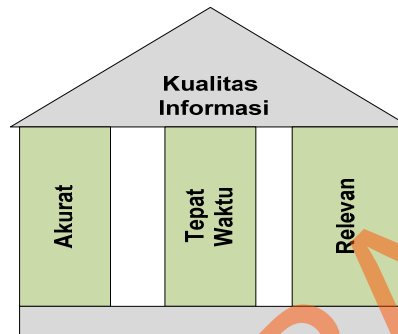 Kualitas
Informasi
Akurat
Tepat
Waktu
Relevan